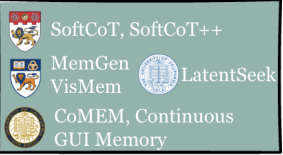 SoftCoT, SoftCoT++
MemGen
VisMem
LatentSeek
CoMEM, Continuous
GUI Memory